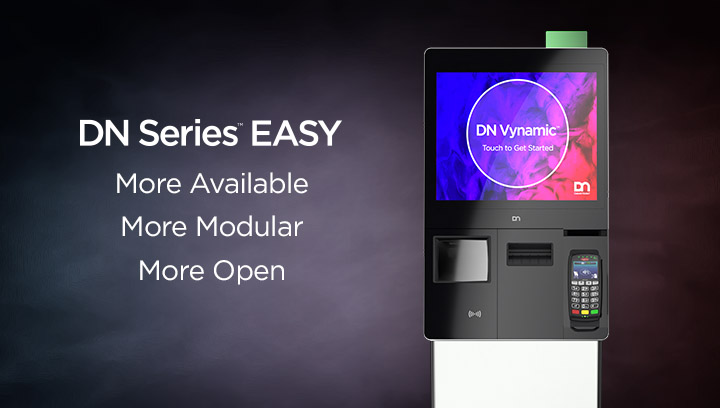 DN Series™ EASY
More Available
More Modular
More Open
DN Vynamic™
Touch to Get Started
DN
DN